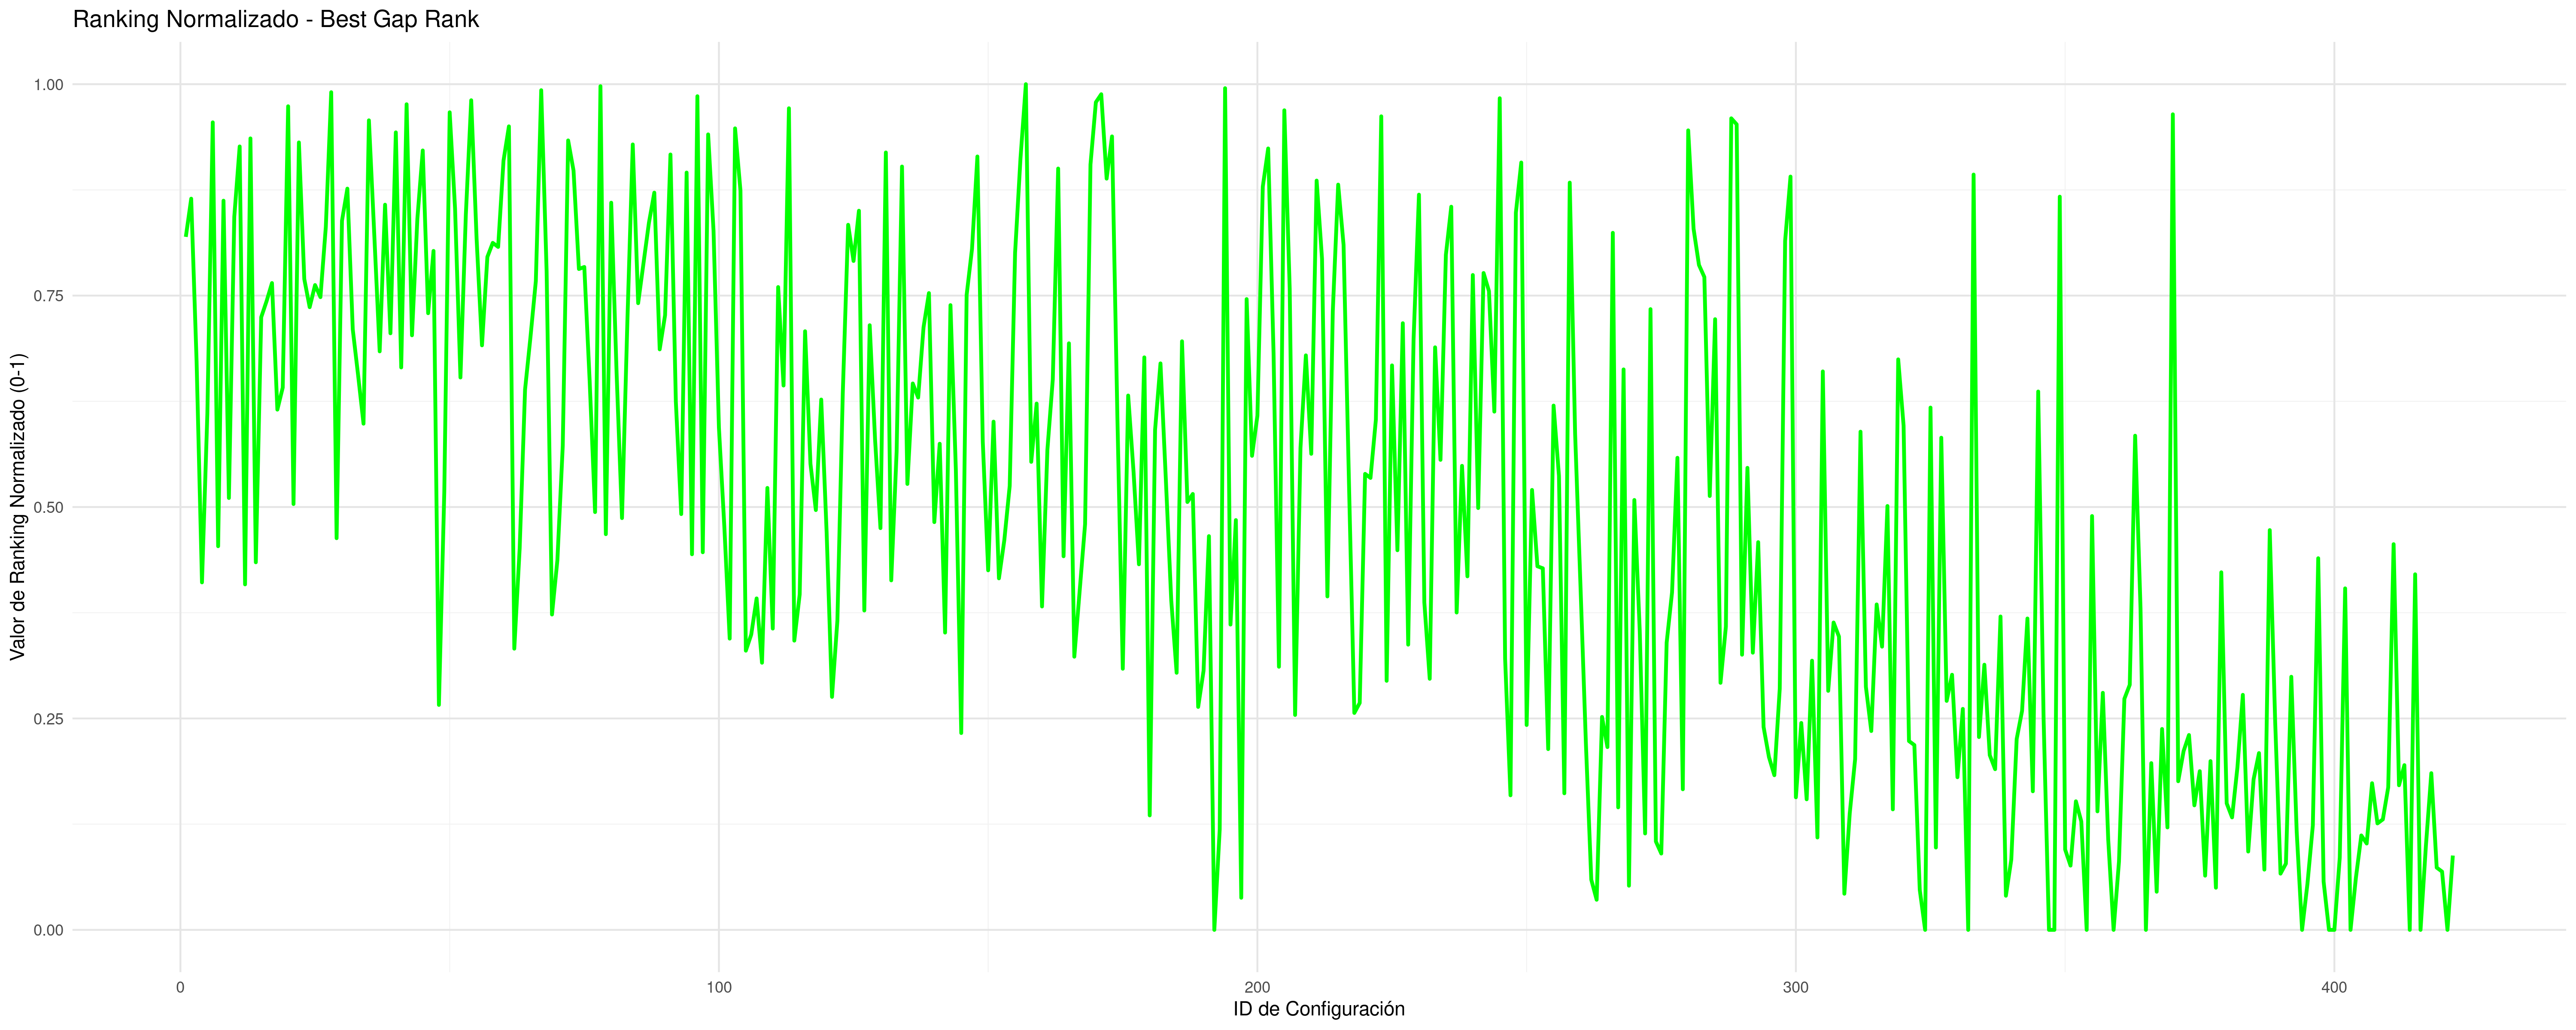 Ranking Normalizado - Best Gap Rank
Valor de Ranking Normalizado (0-1)
1.00
0.75
0.50
0.25
0.00
0 100 200 300 400
ID de Configuración